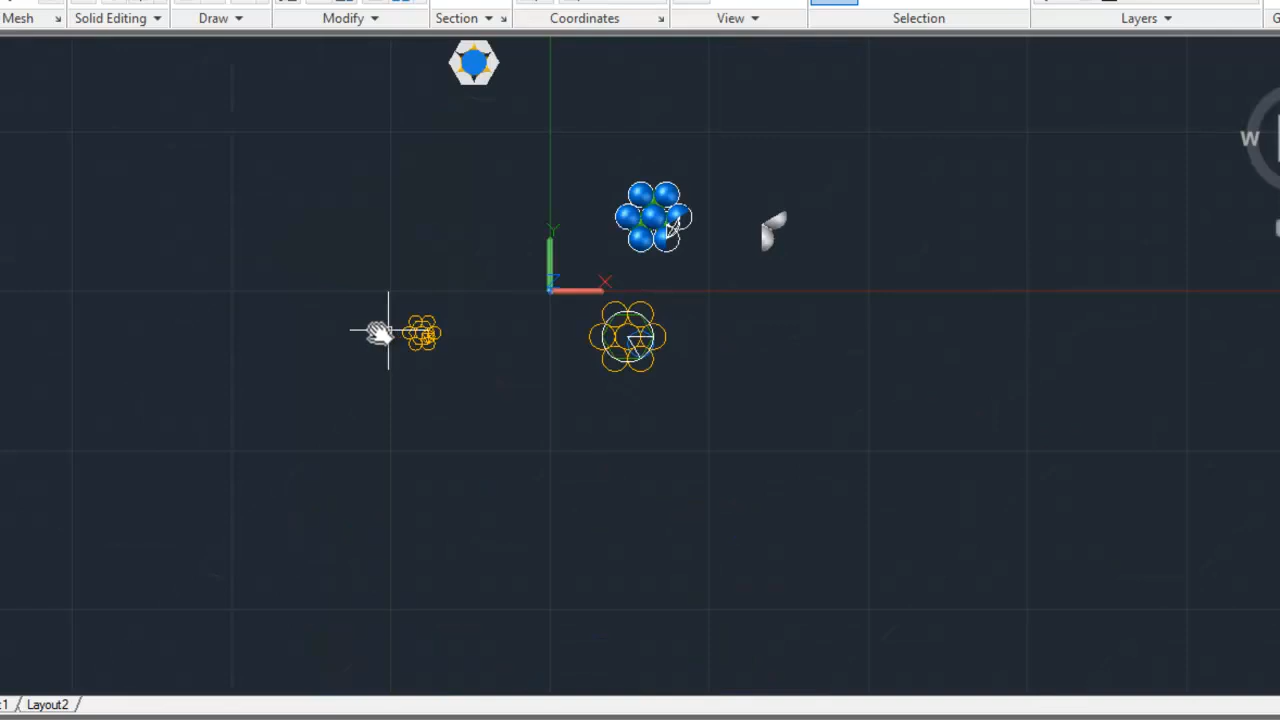 Mesh Solid Editing Draw Modify Section Coordinates View Selection Layers
W
Y
Z
X
Layout2